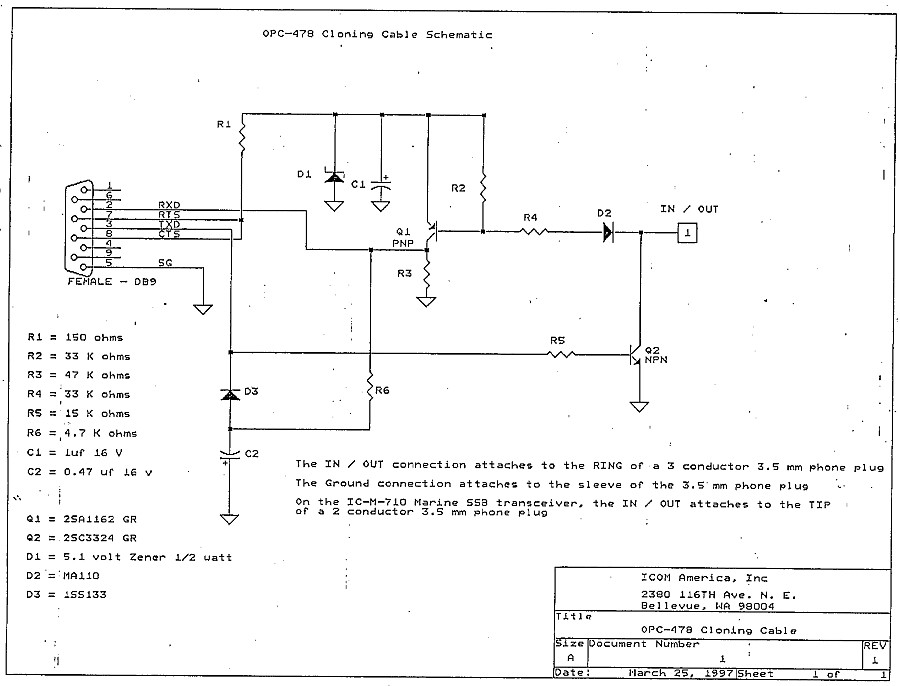 OPC-478 Cloning Cable Schematic
R1
D1
C1
+
R2
1
6
2
RXD
7
RTS
3
TXD
8
CTS
4
9
5
SG
FEMALE - DB9
Q1
PNP
R3
R4
D2
IN / OUT
1
R5
Q2
NPN
D3
R6
C2
+
R1 = 150 ohms
R2 = 33 K ohms
R3 = 47 K ohms
R4 = 33 K ohms
R5 = 15 K ohms
R6 = 4.7 K ohms
C1 = 1uf 16 V
C2 = 0.47 uf 16 v
Q1 = 2SA1162 GR
Q2 = 2SC3324 GR
D1 = 5.1 volt Zener 1/2 watt
D2 = MA110
D3 = 1SS133
The IN / OUT connection attaches to the RING of a 3 conductor 3.5 mm phone plug
The Ground connection attaches to the sleeve of the 3.5 mm phone plug
On the IC-M-710 Marine SSB transceiver, the IN / OUT attaches to the TIP
of a 2 conductor 3.5 mm phone plug
ICOM America, Inc
2380 116TH Ave. N. E.
Bellevue, WA 98004
Title
OPC-478 Cloning Cable
Size Document Number REV
A 1 1
Date: March 25, 1997 Sheet 1 of 1